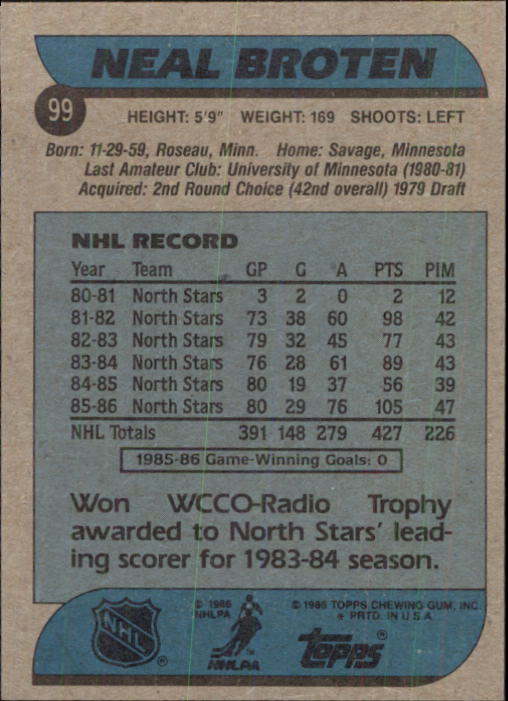 NEAL BROTEN
99
HEIGHT: 5'9" WEIGHT: 169 SHOOTS: LEFT
Born: 11-29-59, Roseau, Minn. Home: Savage, Minnesota
Last Amateur Club: University of Minnesota (1980-81)
Acquired: 2nd Round Choice (42nd overall) 1979 Draft
NHL RECORD
Year Team GP G A PTS PIM
80-81 North Stars 3 2 0 2 12
81-82 North Stars 73 38 60 98 42
82-83 North Stars 79 32 45 77 43
83-84 North Stars 76 28 61 89 43
84-85 North Stars 80 19 37 56 39
85-86 North Stars 80 29 76 105 47
NHL Totals 391 148 279 427 226
1985-86 Game-Winning Goals: 0
Won WCCO-Radio Trophy
awarded to North Stars' lead-
ing scorer for 1983-84 season.
NHL ®
© 1986
NHLPA
NHLPA
© 1986 TOPPS CHEWING GUM, INC.
* PRTD. IN U.S.A.
topps ®